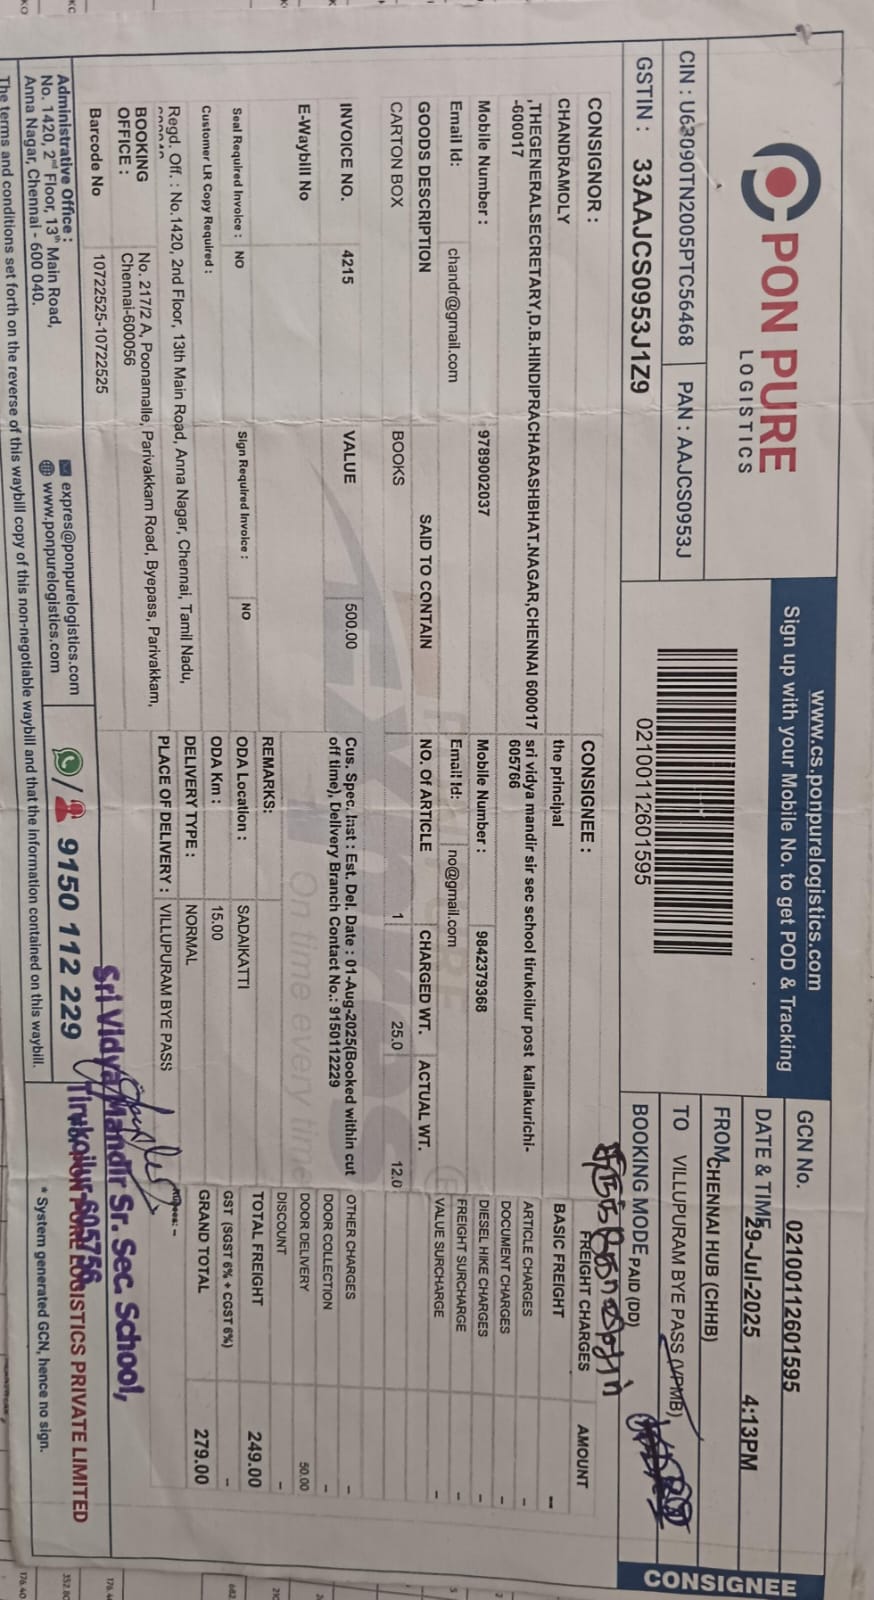 PON PURE
LOGISTICS
www.cs.ponpurelogistics.com
Sign up with your Mobile No. to get POD & Tracking
02100112601595
CIN : U63090TN2005PTC56468 PAN : AAJCS0953J
GSTIN : 33AAJCS0953J1Z9
GCN No. 02100112601595
DATE & TIME 29-Jul-2025 4:13PM
FROM CHENNAI HUB (CHHB)
TO VILLUPURAM BYE PASS (VPMB)
BOOKING MODE PAID (DD)
CONSIGNEE
CONSIGNOR :
CHANDRAMOLY
,THEGENERALSECRETARY,D.B.HINDIPRACHARASHBHAT.NAGAR,CHENNAI 600017
-600017
Mobile Number : 9789002037
Email Id: chandr@gmail.com
CONSIGNEE :
the principal
sri vidya mandir sir sec school tirukoilur post kallakurichi-
605766
Mobile Number : 9842379368
Email Id: no@gmail.com
GOODS DESCRIPTION SAID TO CONTAIN NO. Of ARTICLE CHARGED WT. ACTUAL WT.
CARTON BOX BOOKS 1 25.0 12.0
INVOICE NO. 4215 VALUE 500.00
E-Waybill No
Cus. Spec. Inst : Est. Del. Date : 01-Aug-2025(Booked within cut
off time), Delivery Branch Contact No.: 9150112229
On time every time
Seal Required Invoice : NO Sign Required Invoice : NO
Customer LR Copy Required :
REMARKS:
ODA Location : SADAIKATTI
ODA Km : 15.00
DELIVERY TYPE : NORMAL
PLACE OF DELIVERY : VILLUPURAM BYE PASS
Regd. Off. : No.1420, 2nd Floor, 13th Main Road, Anna Nagar, Chennai, Tamil Nadu,
BOOKING OFFICE : No. 217/2 A, Poonamalle, Parivakkam Road, Byepass, Parivakkam,
Chennai-600056
Barcode No 10722525-10722525
FREIGHT CHARGES AMOUNT
BASIC FREIGHT --
ARTICLE CHARGES -
DOCUMENT CHARGES -
DIESEL HIKE CHARGES -
FREIGHT SURCHARGE -
VALUE SURCHARGE -
OTHER CHARGES -
DOOR COLLECTION -
DOOR DELIVERY 50.00
DISCOUNT -
TOTAL FREIGHT 249.00
GST (SGST 6% + CGST 6%) -
GRAND TOTAL 279.00
Sri Vidya Mandir Sr. Sec. School,
Tirukoilur-605756
PON PURE LOGISTICS PRIVATE LIMITED
* System generated GCN, hence no sign.
Administrative Office :
No. 1420, 2nd Floor, 13th Main Road,
Anna Nagar, Chennai - 600 040.
expres@ponpurelogistics.com
www.ponpurelogistics.com
/ 9150 112 229
The terms and conditions set forth on the reverse of this waybill copy of this non-negotiable waybill and that the information contained on this waybill.